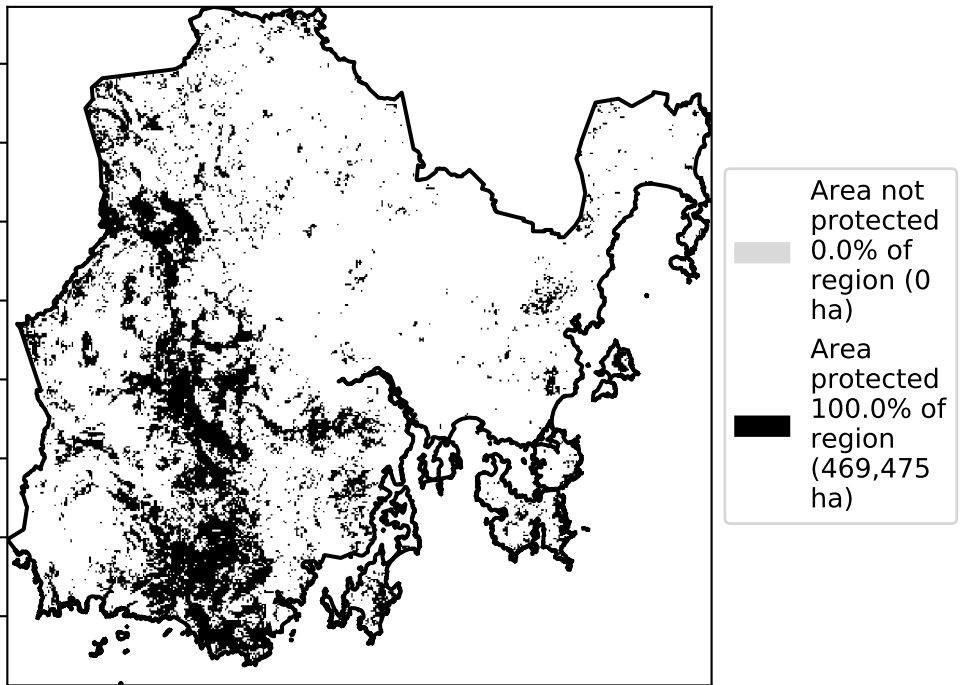 Area not
protected
0.0% of
region (0
ha)
Area
protected
100.0% of
region
(469,475
ha)